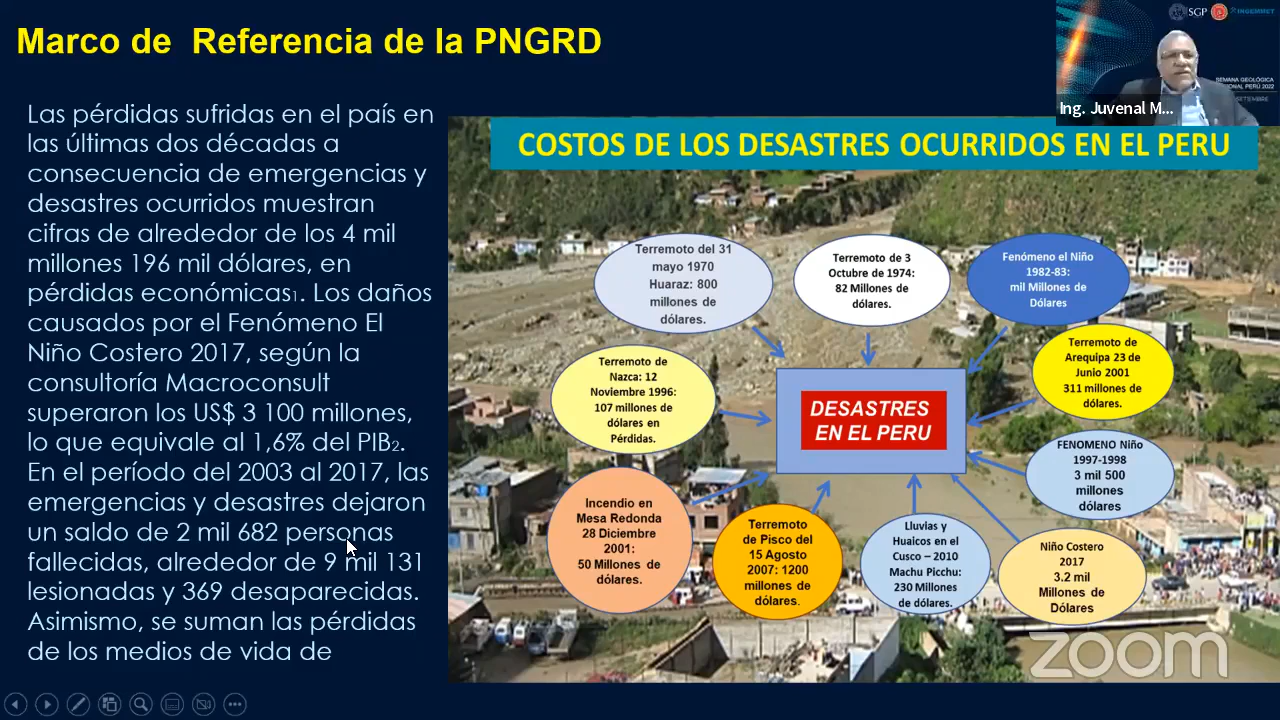 Marco de Referencia de la PNGRD
Las pérdidas sufridas en el país en
las últimas dos décadas a
consecuencia de emergencias y
desastres ocurridos muestran
cifras de alrededor de los 4 mil
millones 196 mil dólares, en
pérdidas económicas1. Los daños
causados por el Fenómeno El
Niño Costero 2017, según la
consultoría Macroconsult
superaron los US$ 3 100 millones,
lo que equivale al 1,6% del PIB2.
En el período del 2003 al 2017, las
emergencias y desastres dejaron
un saldo de 2 mil 682 personas
fallecidas, alrededor de 9 mil 131
lesionadas y 369 desaparecidas.
Asimismo, se suman las pérdidas
de los medios de vida de
SGP
INGEMMET
SEMANA GEOLÓGICA
PERÚ 2022
Ing. Juvenal M...
COSTOS DE LOS DESASTRES OCURRIDOS EN EL PERU
Terremoto del 31
mayo 1970
Huaraz: 800
millones de
dólares.
Terremoto de 3
Octubre de 1974:
82 Millones de
dólares.
Fenómeno el Niño
1982-83:
mil Millones de
Dólares
Terremoto de
Nazca: 12
Noviembre 1996:
107 millones de
dólares en
Pérdidas.
DESASTRES
EN EL PERU
Terremoto de
Arequipa 23 de
Junio 2001
311 millones de
dólares.
FENOMENO Niño
1997-1998
3 mil 500
millones
dólares
Incendio en
Mesa Redonda
28 Diciembre
2001:
50 Millones de
dólares.
Terremoto
de Pisco del
15 Agosto
2007: 1200
millones de
dólares.
Lluvias y
Huaicos en el
Cusco – 2010
Machu Picchu:
230 Millones
de dólares.
Niño Costero
2017
3.2 mil
Millones de
Dólares
zoom